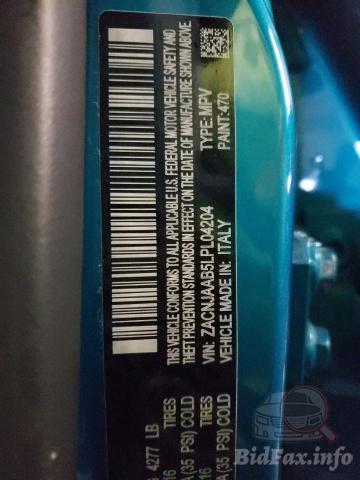 THIS VEHICLE CONFORMS TO ALL APPLICABLE U.S. FEDERAL MOTOR VEHICLE SAFETY AND
THEFT PREVENTION STANDARDS IN EFFECT ON THE DATE OF MANUFACTURE SHOWN ABOVE.
VIN: ZACNJAAB5LPL04204 TYPE: MPV
VEHICLE MADE IN: ITALY PAINT: 470
4277 LB
16 TIRES
A (35 PSI) COLD
16 TIRES
A (35 PSI) COLD
BidFax.info